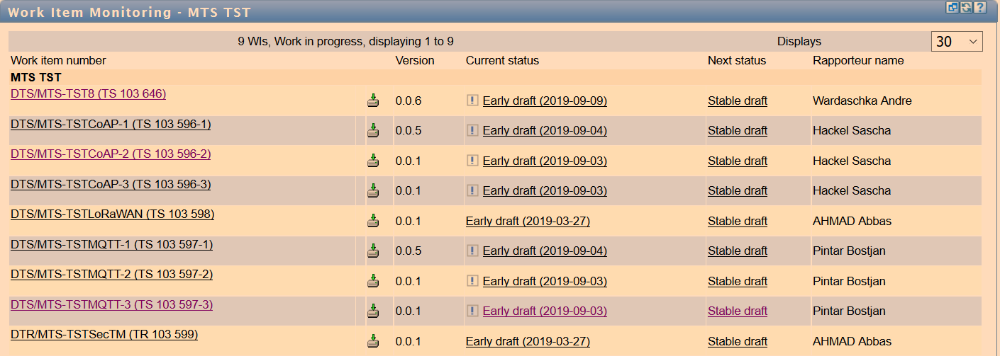 Work Item Monitoring - MTS TST
?
9 WIs, Work in progress, displaying 1 to 9 Displays 30
Work item number Version Current status Next status Rapporteur name
MTS TST
DTS/MTS-TST8 (TS 103 646) 0.0.6 ! Early draft (2019-09-09) Stable draft Wardaschka Andre
DTS/MTS-TSTCoAP-1 (TS 103 596-1) 0.0.5 ! Early draft (2019-09-04) Stable draft Hackel Sascha
DTS/MTS-TSTCoAP-2 (TS 103 596-2) 0.0.1 ! Early draft (2019-09-03) Stable draft Hackel Sascha
DTS/MTS-TSTCoAP-3 (TS 103 596-3) 0.0.1 ! Early draft (2019-09-03) Stable draft Hackel Sascha
DTS/MTS-TSTLoRaWAN (TS 103 598) 0.0.1 Early draft (2019-03-27) Stable draft AHMAD Abbas
DTS/MTS-TSTMQTT-1 (TS 103 597-1) 0.0.5 ! Early draft (2019-09-04) Stable draft Pintar Bostjan
DTS/MTS-TSTMQTT-2 (TS 103 597-2) 0.0.1 ! Early draft (2019-09-03) Stable draft Pintar Bostjan
DTS/MTS-TSTMQTT-3 (TS 103 597-3) 0.0.1 ! Early draft (2019-09-03) Stable draft Pintar Bostjan
DTR/MTS-TSTSecTM (TR 103 599) 0.0.1 Early draft (2019-03-27) Stable draft AHMAD Abbas